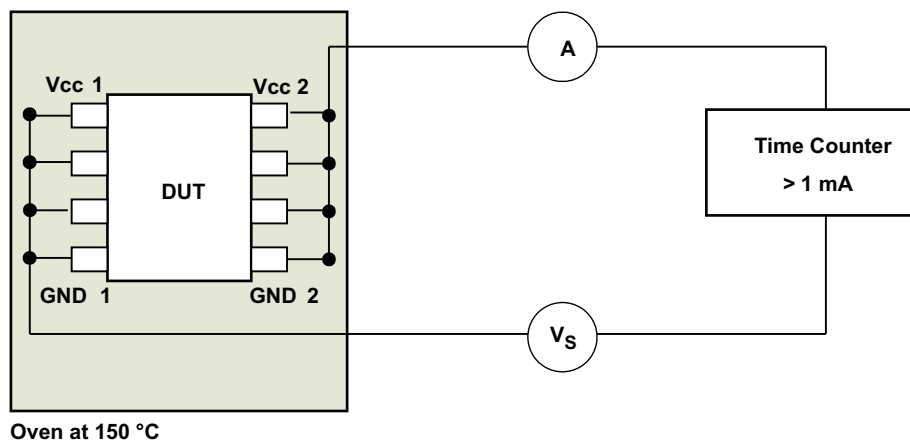 A
Vcc 1
Vcc 2
Time Counter
> 1 mA
DUT
GND 1
GND 2
VS
Oven at 150 °C